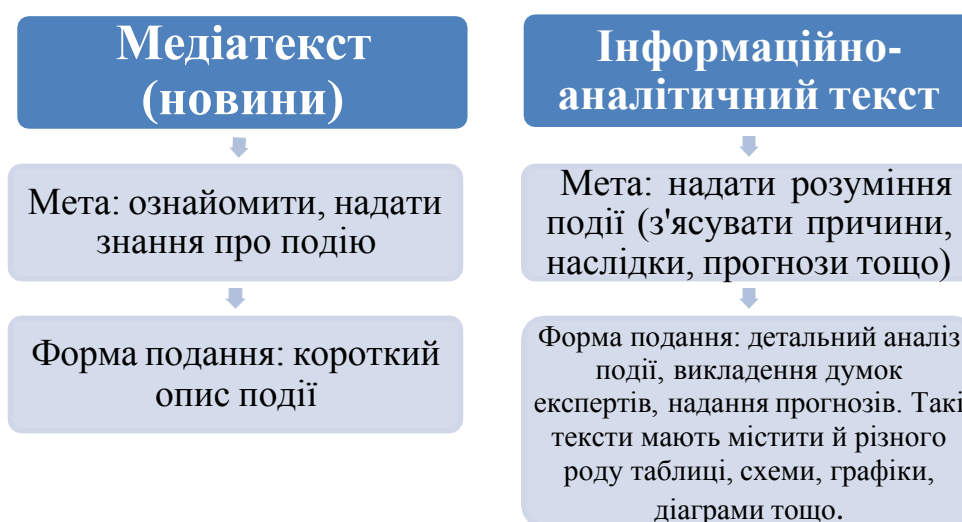 Медіатекст
(новини)
Мета: ознайомити, надати
знання про подію
Форма подання: короткий
опис події
Інформаційно-
аналітичний текст
Мета: надати розуміння
події (з'ясувати причини,
наслідки, прогнози тощо)
Форма подання: детальний аналіз
події, викладення думок
експертів, надання прогнозів. Такі
тексти мають містити й різного
роду таблиці, схеми, графіки,
діаграми тощо.